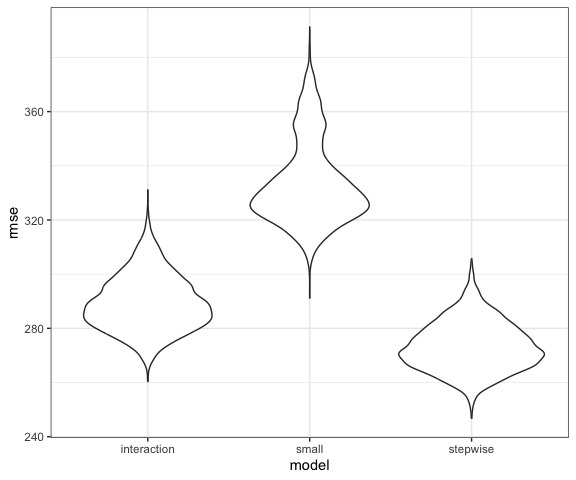 rmse
360
320
280
240
interaction small stepwise
model